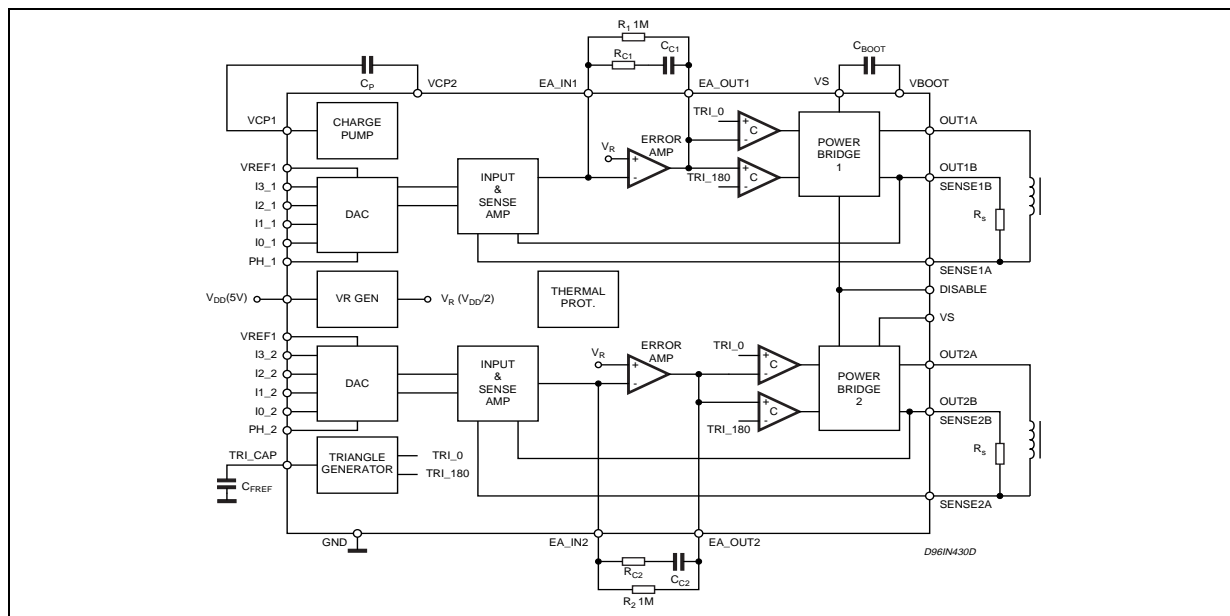 R1 1M
RC1
CC1
CBOOT
CP
VCP2
EA_IN1
EA_OUT1
VS
VBOOT
VCP1
CHARGE
PUMP
TRI_0
OUT1A
VREF1
I3_1
I2_1
I1_1
I0_1
PH_1
DAC
INPUT
&
SENSE
AMP
VR
ERROR
AMP
+
-
+
-
C
+
-
C
TRI_180
POWER
BRIDGE
1
OUT1B
SENSE1B
Rs
SENSE1A
DISABLE
VDD(5V)
VR GEN
VR (VDD/2)
THERMAL
PROT.
VS
VREF1
I3_2
I2_2
I1_2
I0_2
PH_2
DAC
INPUT
&
SENSE
AMP
VR
ERROR
AMP
+
-
TRI_0
+
-
C
+
-
C
TRI_180
POWER
BRIDGE
2
OUT2A
OUT2B
SENSE2B
Rs
SENSE2A
TRI_CAP
TRIANGLE
GENERATOR
TRI_0
TRI_180
CFREF
GND
EA_IN2
EA_OUT2
RC2
CC2
R2 1M
D96IN430D